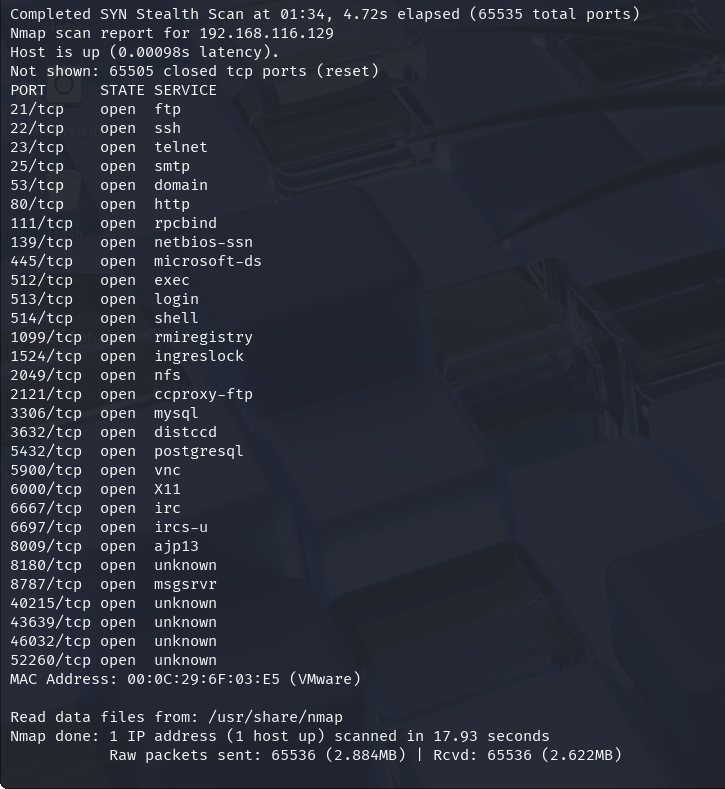 Completed SYN Stealth Scan at 01:34, 4.72s elapsed (65535 total ports)
Nmap scan report for 192.168.116.129
Host is up (0.00098s latency).
Not shown: 65505 closed tcp ports (reset)
PORT      STATE SERVICE
21/tcp    open  ftp
22/tcp    open  ssh
23/tcp    open  telnet
25/tcp    open  smtp
53/tcp    open  domain
80/tcp    open  http
111/tcp   open  rpcbind
139/tcp   open  netbios-ssn
445/tcp   open  microsoft-ds
512/tcp   open  exec
513/tcp   open  login
514/tcp   open  shell
1099/tcp  open  rmiregistry
1524/tcp  open  ingreslock
2049/tcp  open  nfs
2121/tcp  open  ccproxy-ftp
3306/tcp  open  mysql
3632/tcp  open  distccd
5432/tcp  open  postgresql
5900/tcp  open  vnc
6000/tcp  open  X11
6667/tcp  open  irc
6697/tcp  open  ircs-u
8009/tcp  open  ajp13
8180/tcp  open  unknown
8787/tcp  open  msgsrvr
40215/tcp open  unknown
43639/tcp open  unknown
46032/tcp open  unknown
52260/tcp open  unknown
MAC Address: 00:0C:29:6F:03:E5 (VMware)

Read data files from: /usr/share/nmap
Nmap done: 1 IP address (1 host up) scanned in 17.93 seconds
           Raw packets sent: 65536 (2.884MB) | Rcvd: 65536 (2.622MB)